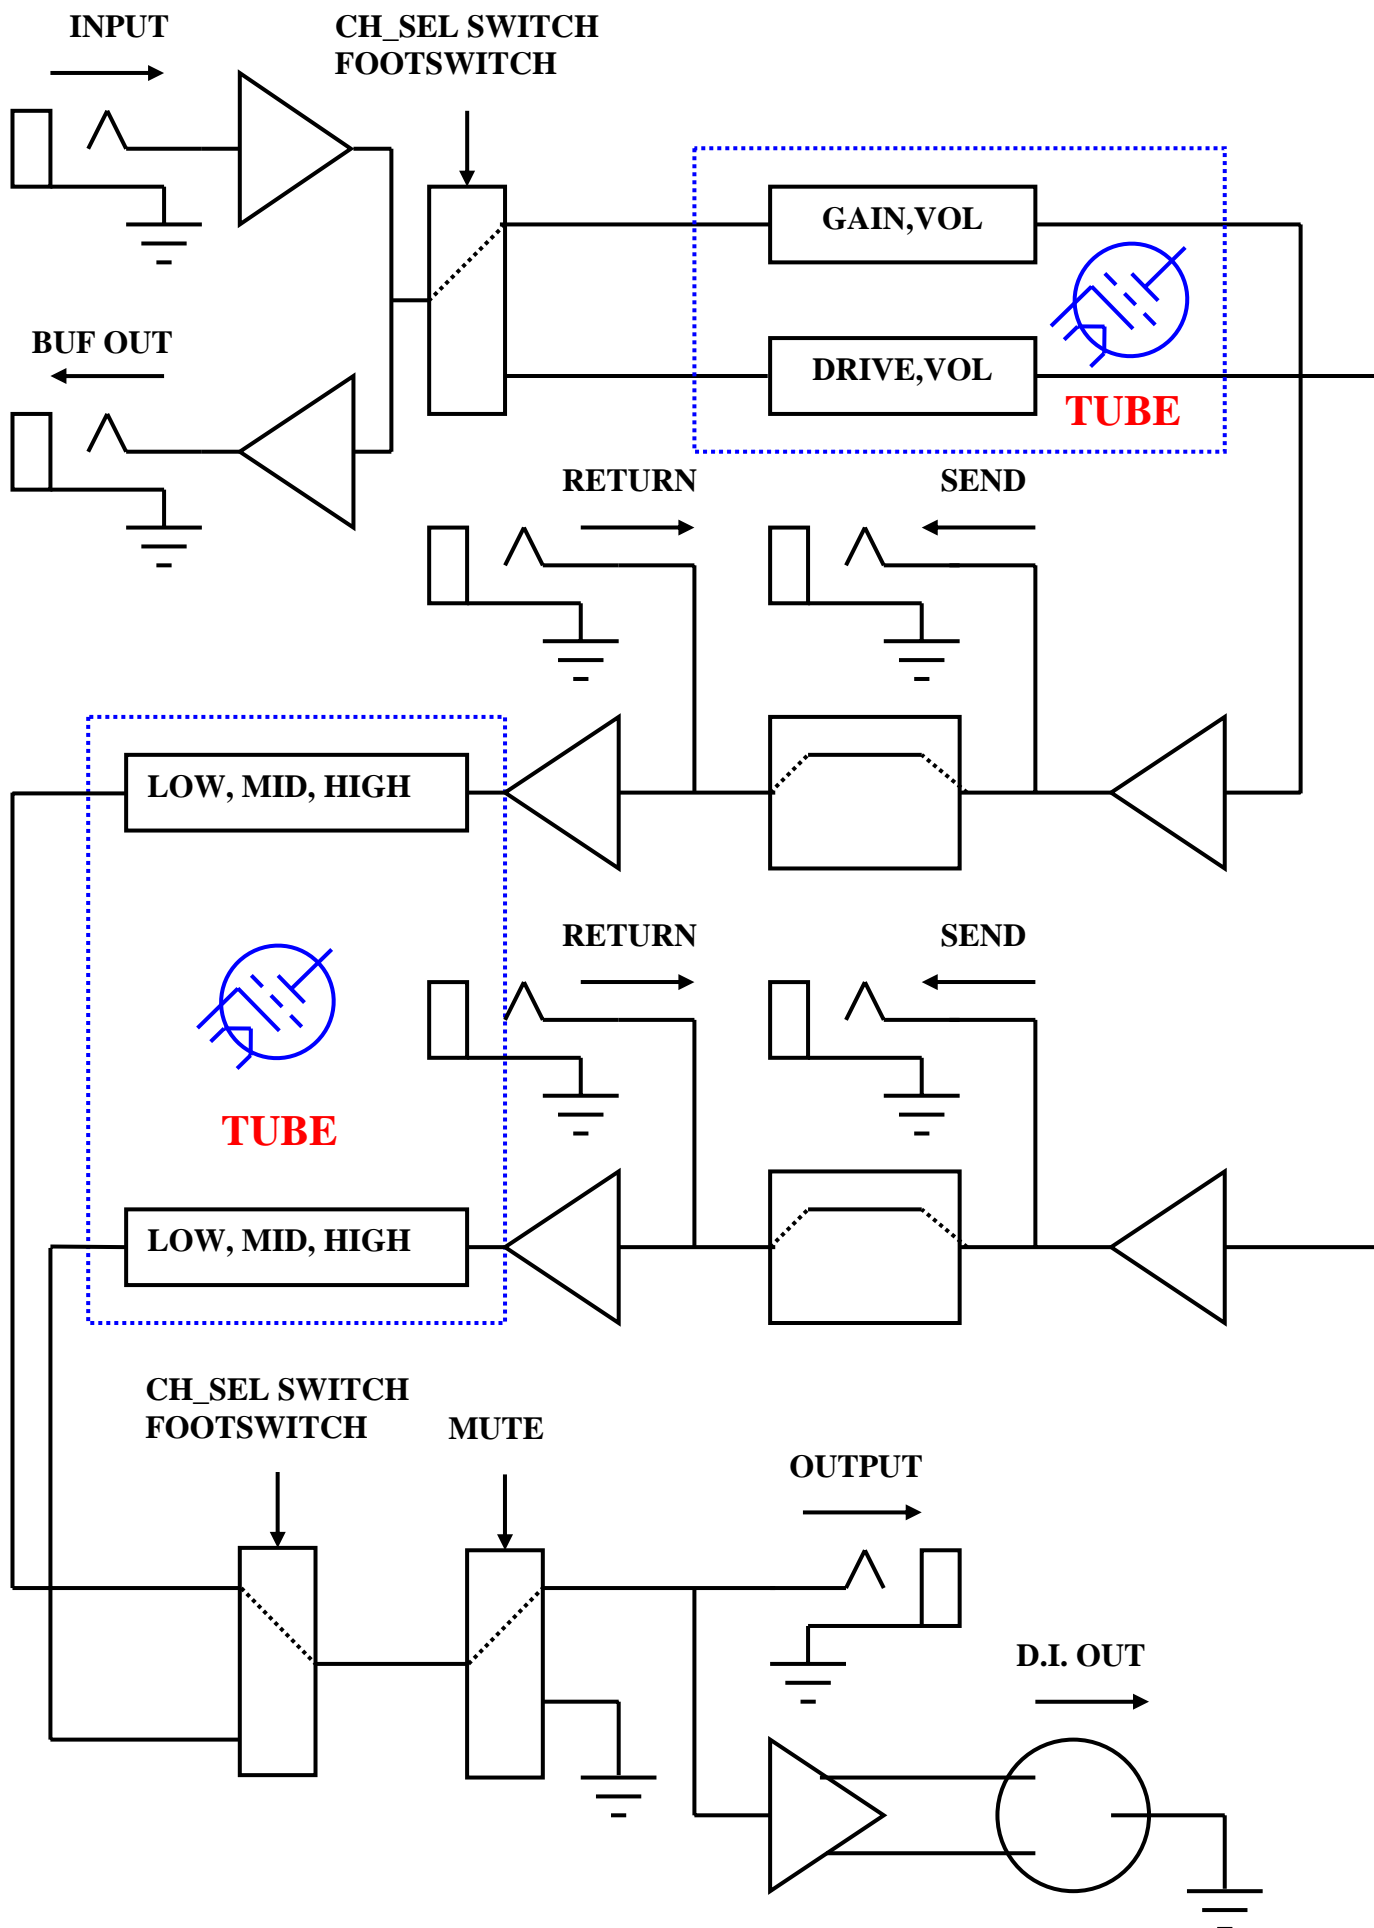 INPUT
CH_SEL SWITCH
FOOTSWITCH
GAIN,VOL
BUF OUT
DRIVE,VOL
TUBE
RETURN
SEND
LOW, MID, HIGH
RETURN
SEND
TUBE
LOW, MID, HIGH
CH_SEL SWITCH
FOOTSWITCH
MUTE
OUTPUT
D.I. OUT